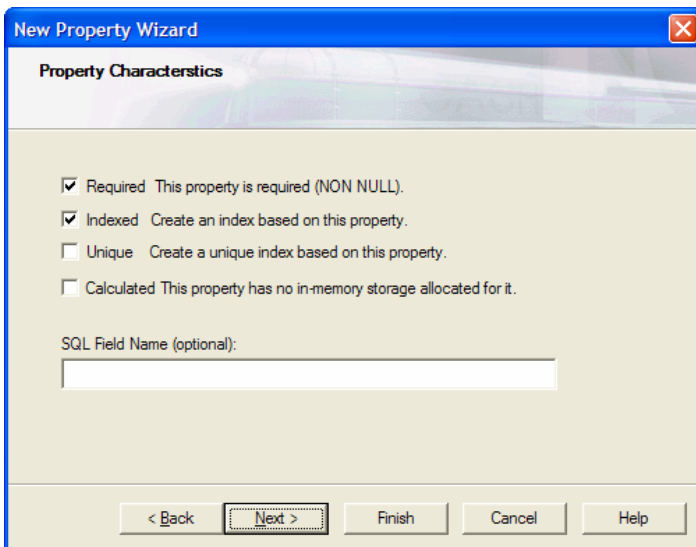 New Property Wizard
Property Characterstics
Required This property is required (NON NULL).
Indexed Create an index based on this property.
Unique Create a unique index based on this property.
Calculated This property has no in-memory storage allocated for it.
SQL Field Name (optional):
< Back Next > Finish Cancel Help